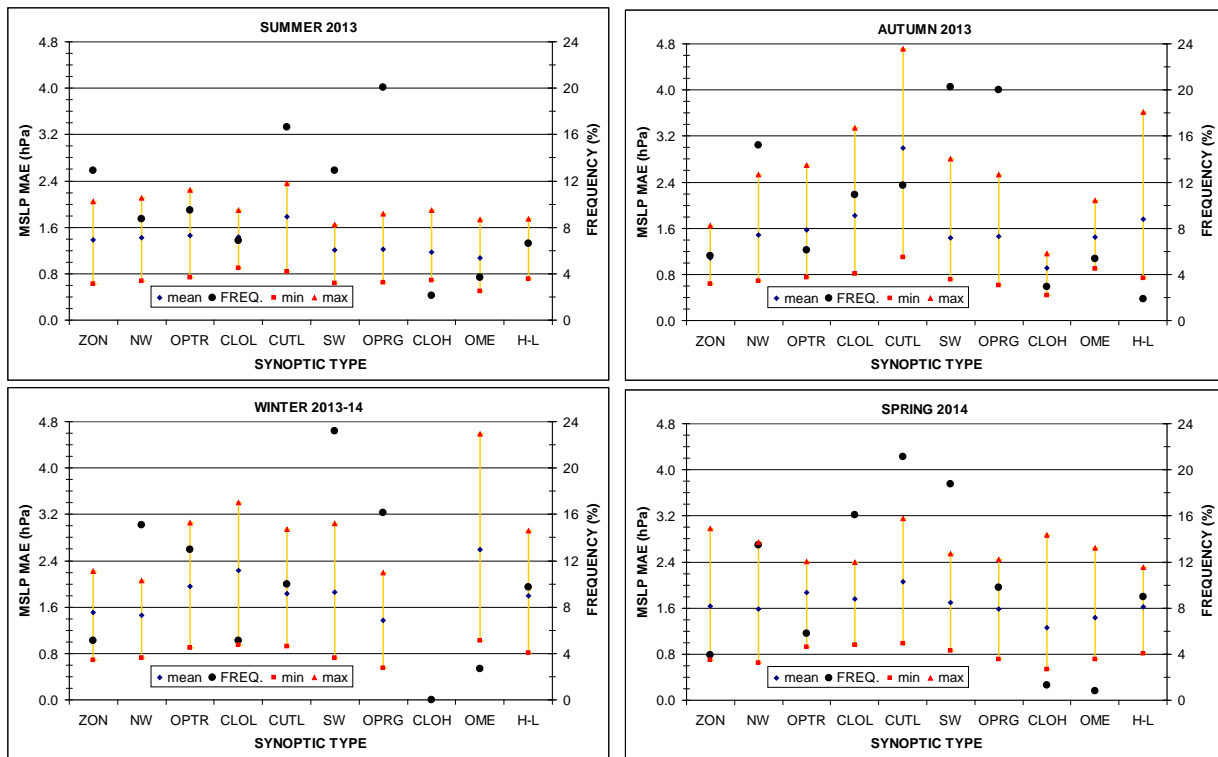 SUMMER 2013
4.8 24
4.0 20
3.2 16
2.4 12
1.6 8
0.8 4
0.0 0
MSLP MAE (hPa)
FREQUENCY (%)
mean FREQ. min max
ZON NW OPTR CLOL CUTL SW OPRG CLOH OME H-L
SYNOPTIC TYPE
AUTUMN 2013
4.8 24
4.0 20
3.2 16
2.4 12
1.6 8
0.8 4
0.0 0
MSLP MAE (hPa)
FREQUENCY (%)
mean FREQ. min max
ZON NW OPTR CLOL CUTL SW OPRG CLOH OME H-L
SYNOPTIC TYPE
WINTER 2013-14
4.8 24
4.0 20
3.2 16
2.4 12
1.6 8
0.8 4
0.0 0
MSLP MAE (hPa)
FREQUENCY (%)
mean FREQ. min max
ZON NW OPTR CLOL CUTL SW OPRG CLOH OME H-L
SYNOPTIC TYPE
SPRING 2014
4.8 24
4.0 20
3.2 16
2.4 12
1.6 8
0.8 4
0.0 0
MSLP MAE (hPa)
FREQUENCY (%)
mean FREQ. min max
ZON NW OPTR CLOL CUTL SW OPRG CLOH OME H-L
SYNOPTIC TYPE